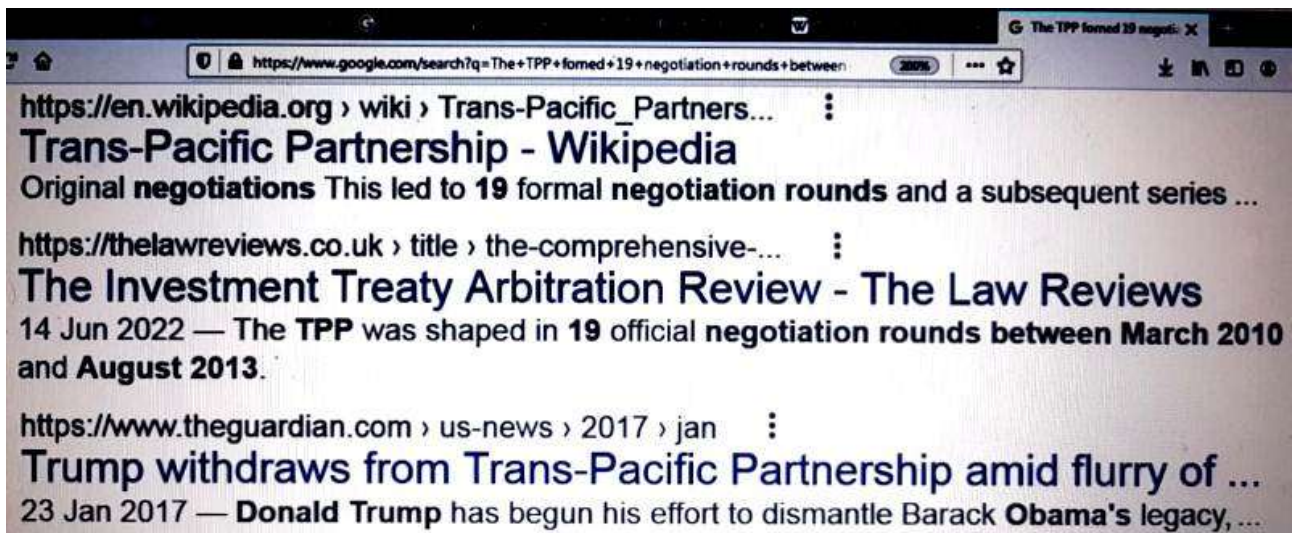 G The TPP fomed 19 negoti: X
https://www.google.com/search?q=The+TPP+fomed+19+negotiation+rounds+between 200% ...
https://en.wikipedia.org › wiki › Trans-Pacific_Partners...
Trans-Pacific Partnership - Wikipedia
Original negotiations This led to 19 formal negotiation rounds and a subsequent series ...
https://thelawreviews.co.uk › title › the-comprehensive-...
The Investment Treaty Arbitration Review - The Law Reviews
14 Jun 2022 — The TPP was shaped in 19 official negotiation rounds between March 2010
and August 2013.
https://www.theguardian.com › us-news › 2017 › jan
Trump withdraws from Trans-Pacific Partnership amid flurry of ...
23 Jan 2017 — Donald Trump has begun his effort to dismantle Barack Obama's legacy, ...